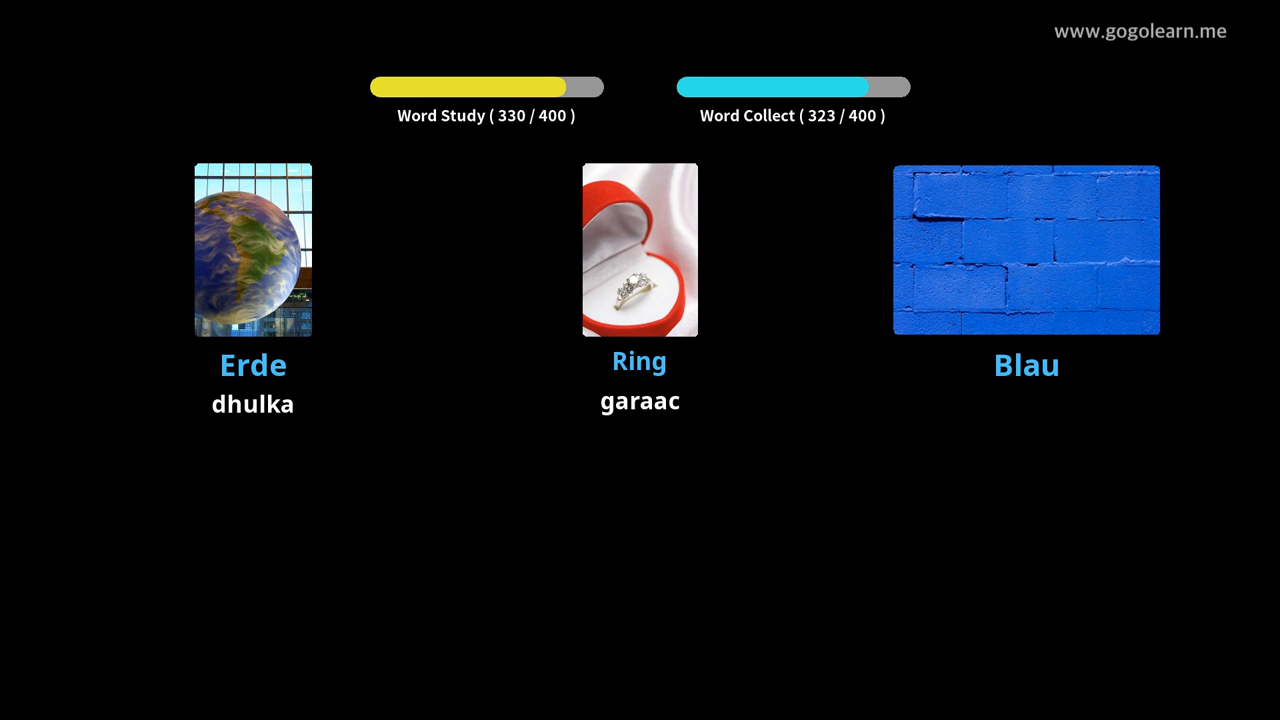 www.gogolearn.me
Word Study ( 330 / 400 )
Word Collect ( 323 / 400 )
Erde
dhulka
Ring
garaac
Blau